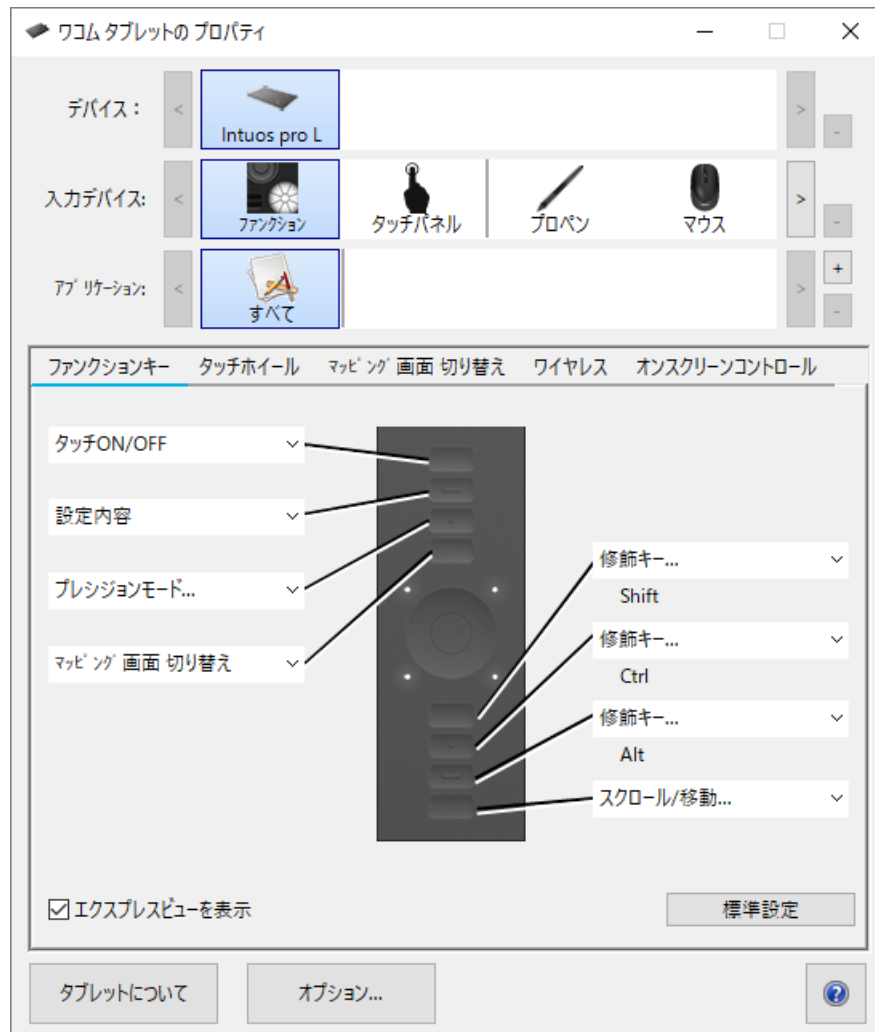 ワコム タブレットの プロパティ
デバイス：
<
Intuos pro L
>
-
入力デバイス:
<
ファンクション
タッチパネル
プロペン
マウス
>
-
アプリケーション:
<
すべて
>
+
-
ファンクションキー タッチホイール マッピング 画面 切り替え ワイヤレス オンスクリーンコントロール
タッチON/OFF
設定内容
プレシジョンモード...
マッピング 画面 切り替え
修飾キー...
Shift
修飾キー...
Ctrl
修飾キー...
Alt
スクロール/移動...
エクスプレスビューを表示
標準設定
タブレットについて
オプション...
?